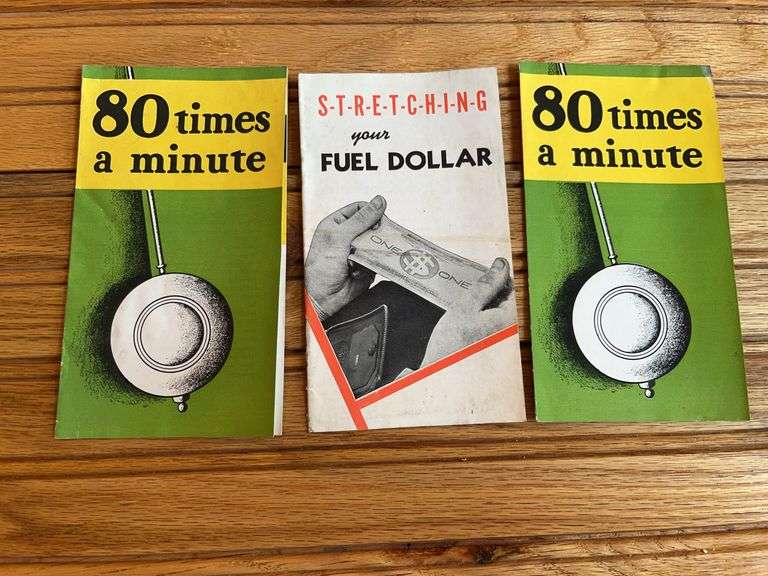 80 times
a minute
S-T-R-E-T-C-H-I-N-G
your
FUEL DOLLAR
ONE $ ONE
80 times
a minute